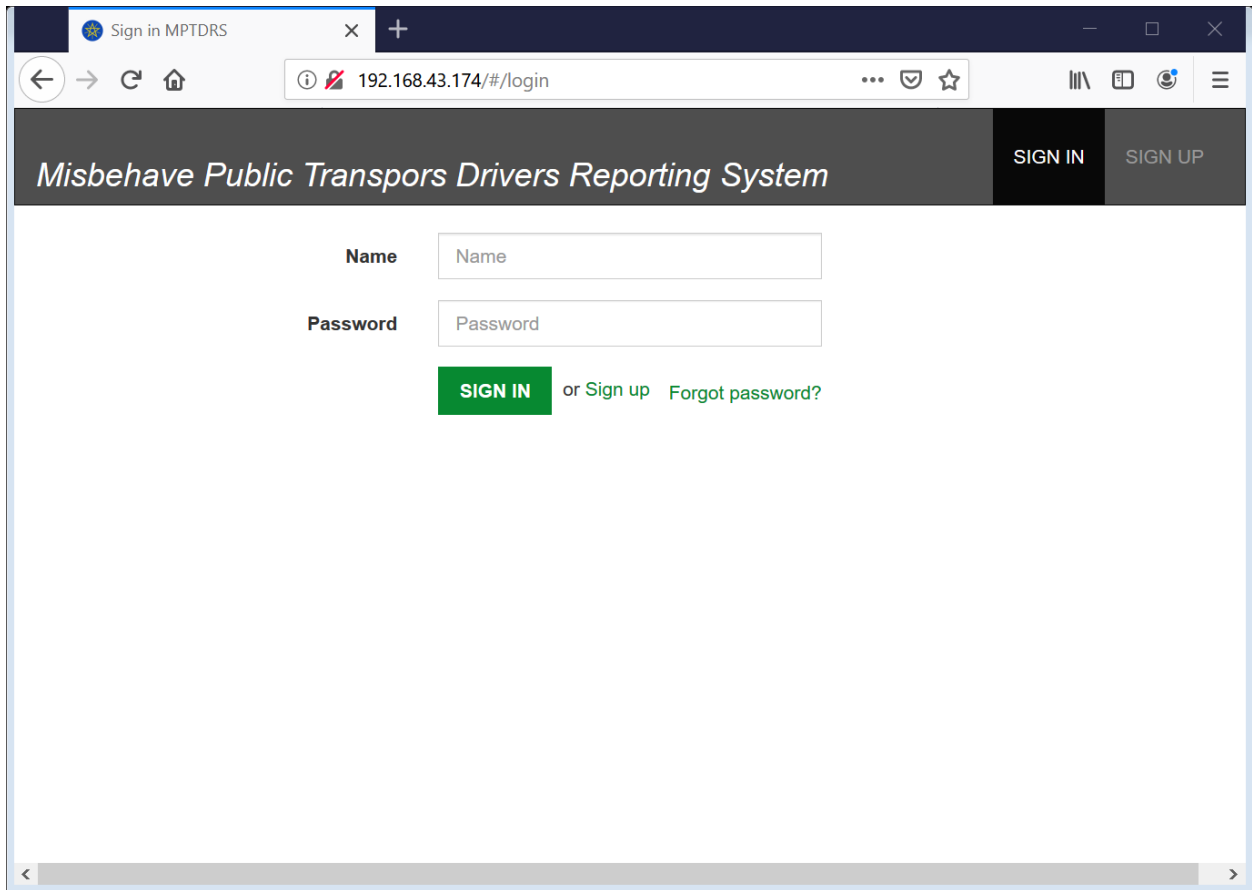 Sign in MPTDRS
192.168.43.174/#/login
Misbehave Public Transpors Drivers Reporting System
SIGN IN
SIGN UP
Name
Name
Password
Password
SIGN IN or Sign up Forgot password?